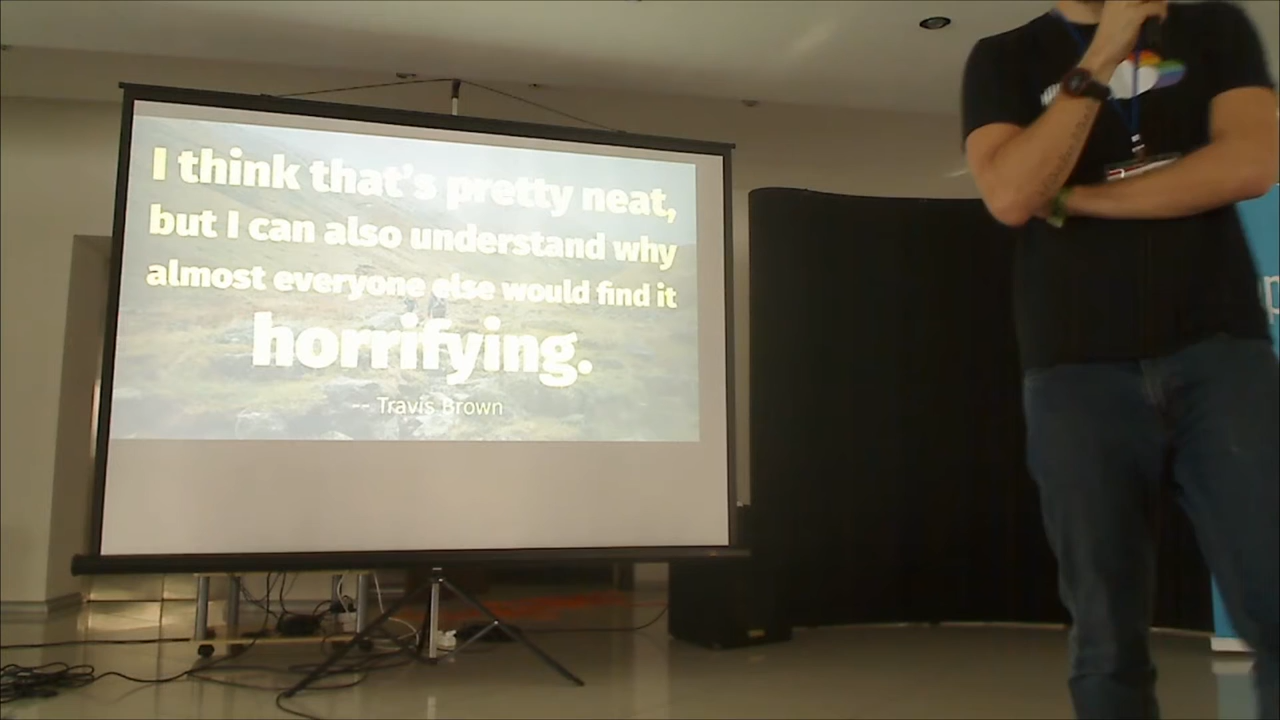 I think that's pretty neat,
but I can also understand why
almost everyone else would find it
horrifying.
-- Travis Brown